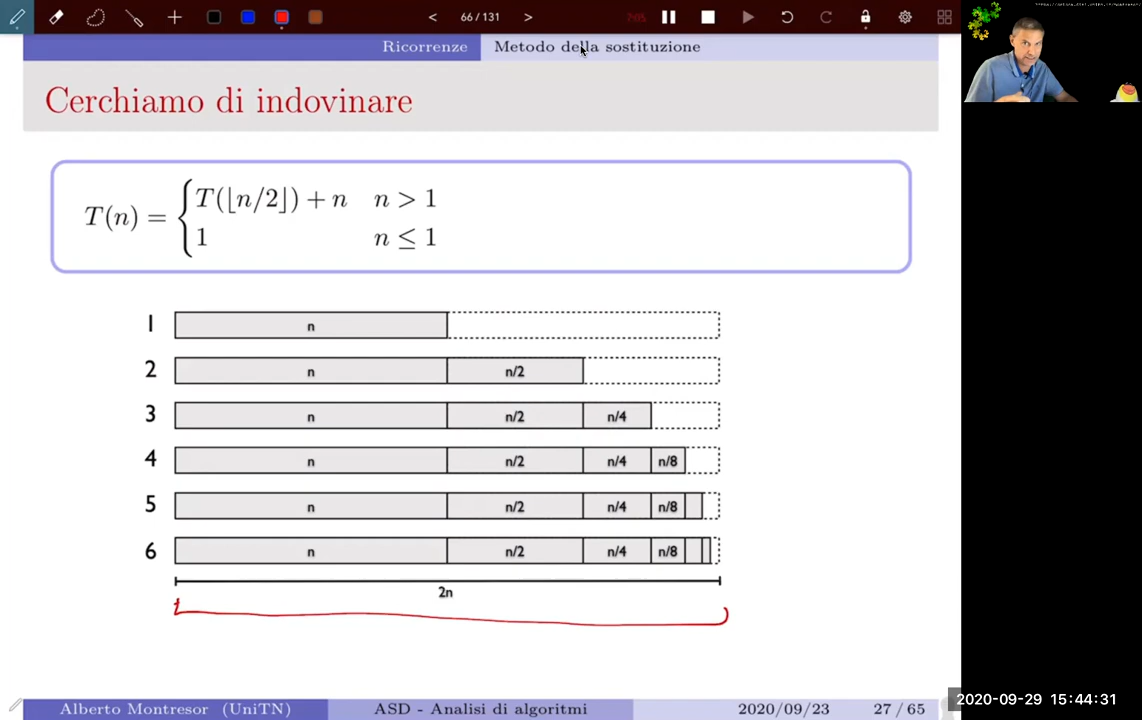 66 / 131
Ricorrenze Metodo della sostituzione
Cerchiamo di indovinare
T(n) = { T(⌊n/2⌋) + n n > 1
1 n ≤ 1
1 n
2 n n/2
3 n n/2 n/4
4 n n/2 n/4 n/8
5 n n/2 n/4 n/8
6 n n/2 n/4 n/8
2n
Alberto Montresor (UniTN) ASD - Analisi di algoritmi 2020/09/23 27 / 65
2020-09-29 15:44:31